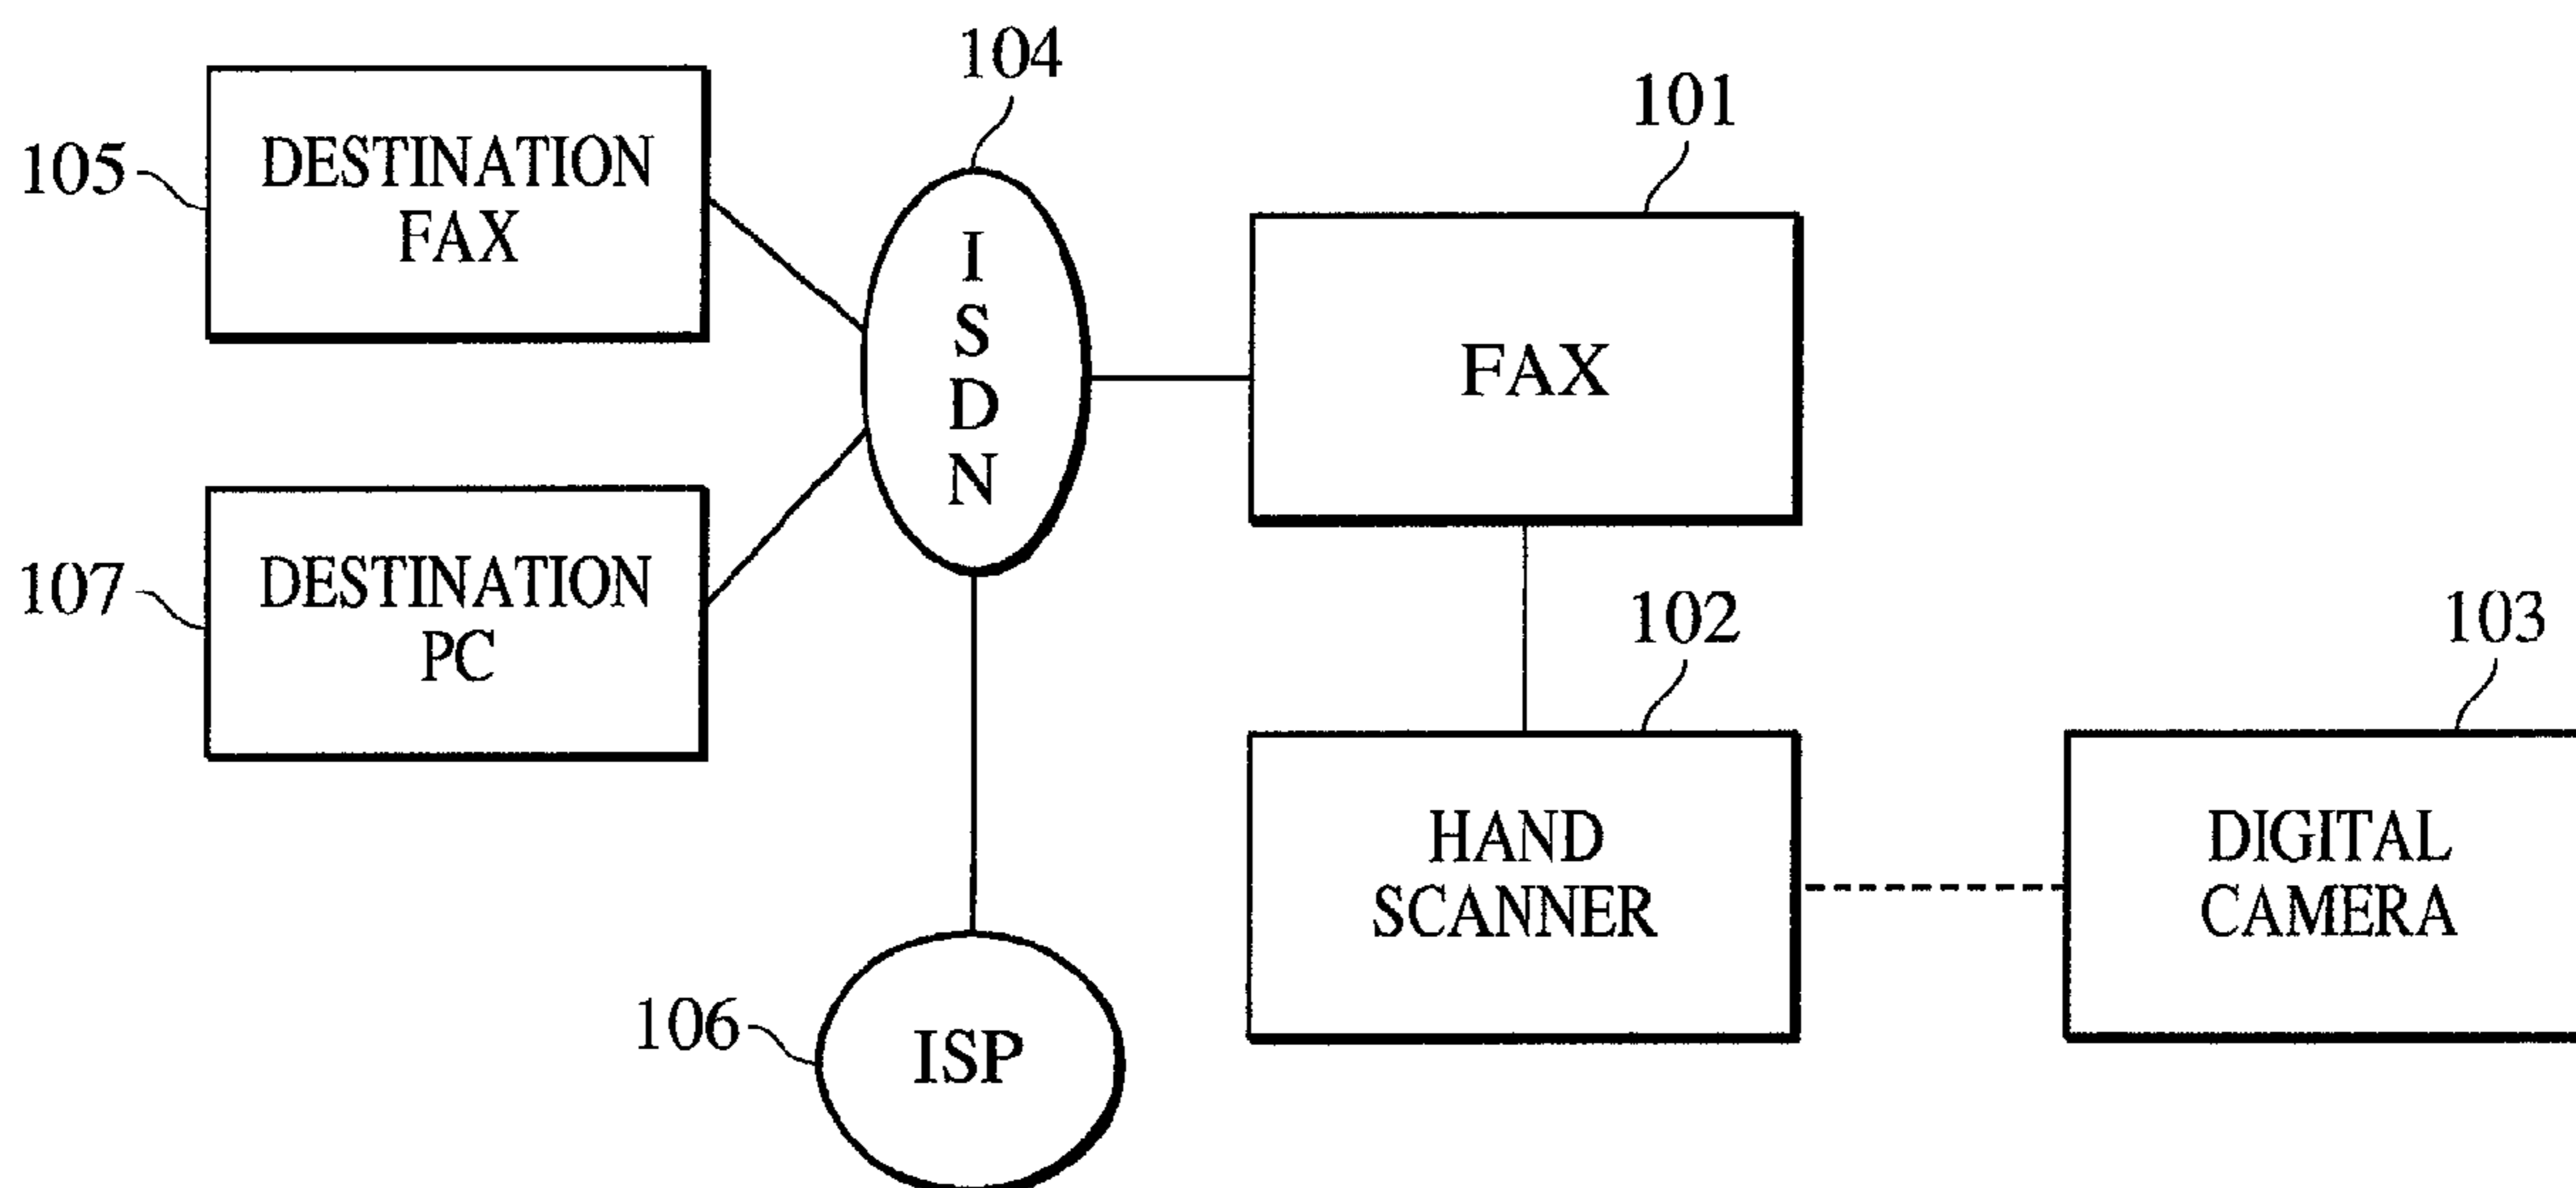 104
101
105
DESTINATION
FAX
I
S
D
N
FAX
107
DESTINATION
PC
102
103
HAND
SCANNER
DIGITAL
CAMERA
106
ISP